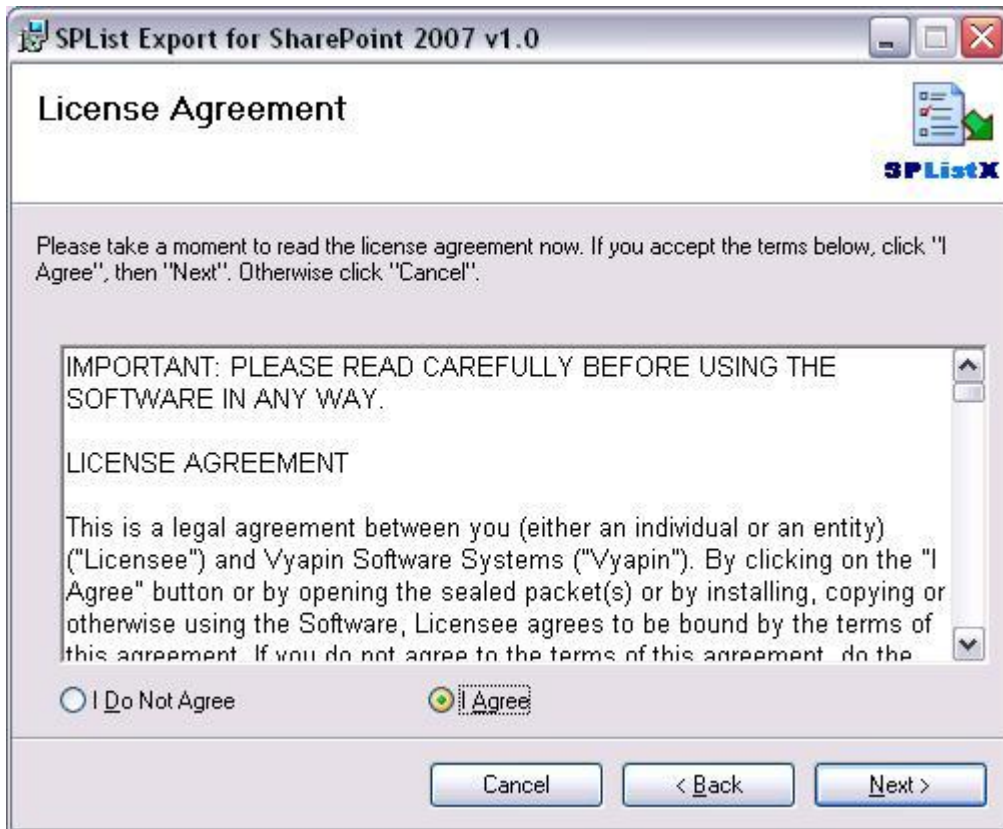 SPList Export for SharePoint 2007 v1.0
License Agreement
SPListX
Please take a moment to read the license agreement now. If you accept the terms below, click "I
Agree", then "Next". Otherwise click "Cancel".
IMPORTANT: PLEASE READ CAREFULLY BEFORE USING THE
SOFTWARE IN ANY WAY.
LICENSE AGREEMENT
This is a legal agreement between you (either an individual or an entity)
("Licensee") and Vyapin Software Systems ("Vyapin"). By clicking on the "I
Agree" button or by opening the sealed packet(s) or by installing, copying or
otherwise using the Software, Licensee agrees to be bound by the terms of
this agreement. If you do not agree to the terms of this agreement, do the
I Do Not Agree
I Agree
Cancel
< Back
Next >